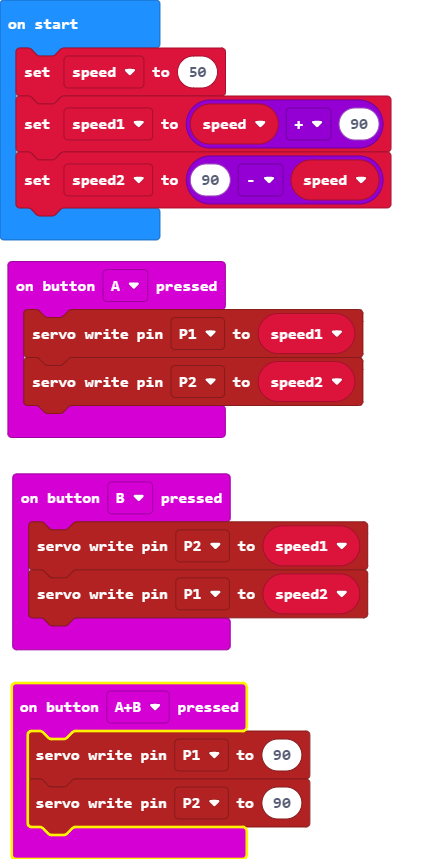 on start
set speed to 50
set speed1 to speed + 90
set speed2 to 90 - speed
on button A pressed
servo write pin P1 to speed1
servo write pin P2 to speed2
on button B pressed
servo write pin P2 to speed1
servo write pin P1 to speed2
on button A+B pressed
servo write pin P1 to 90
servo write pin P2 to 90